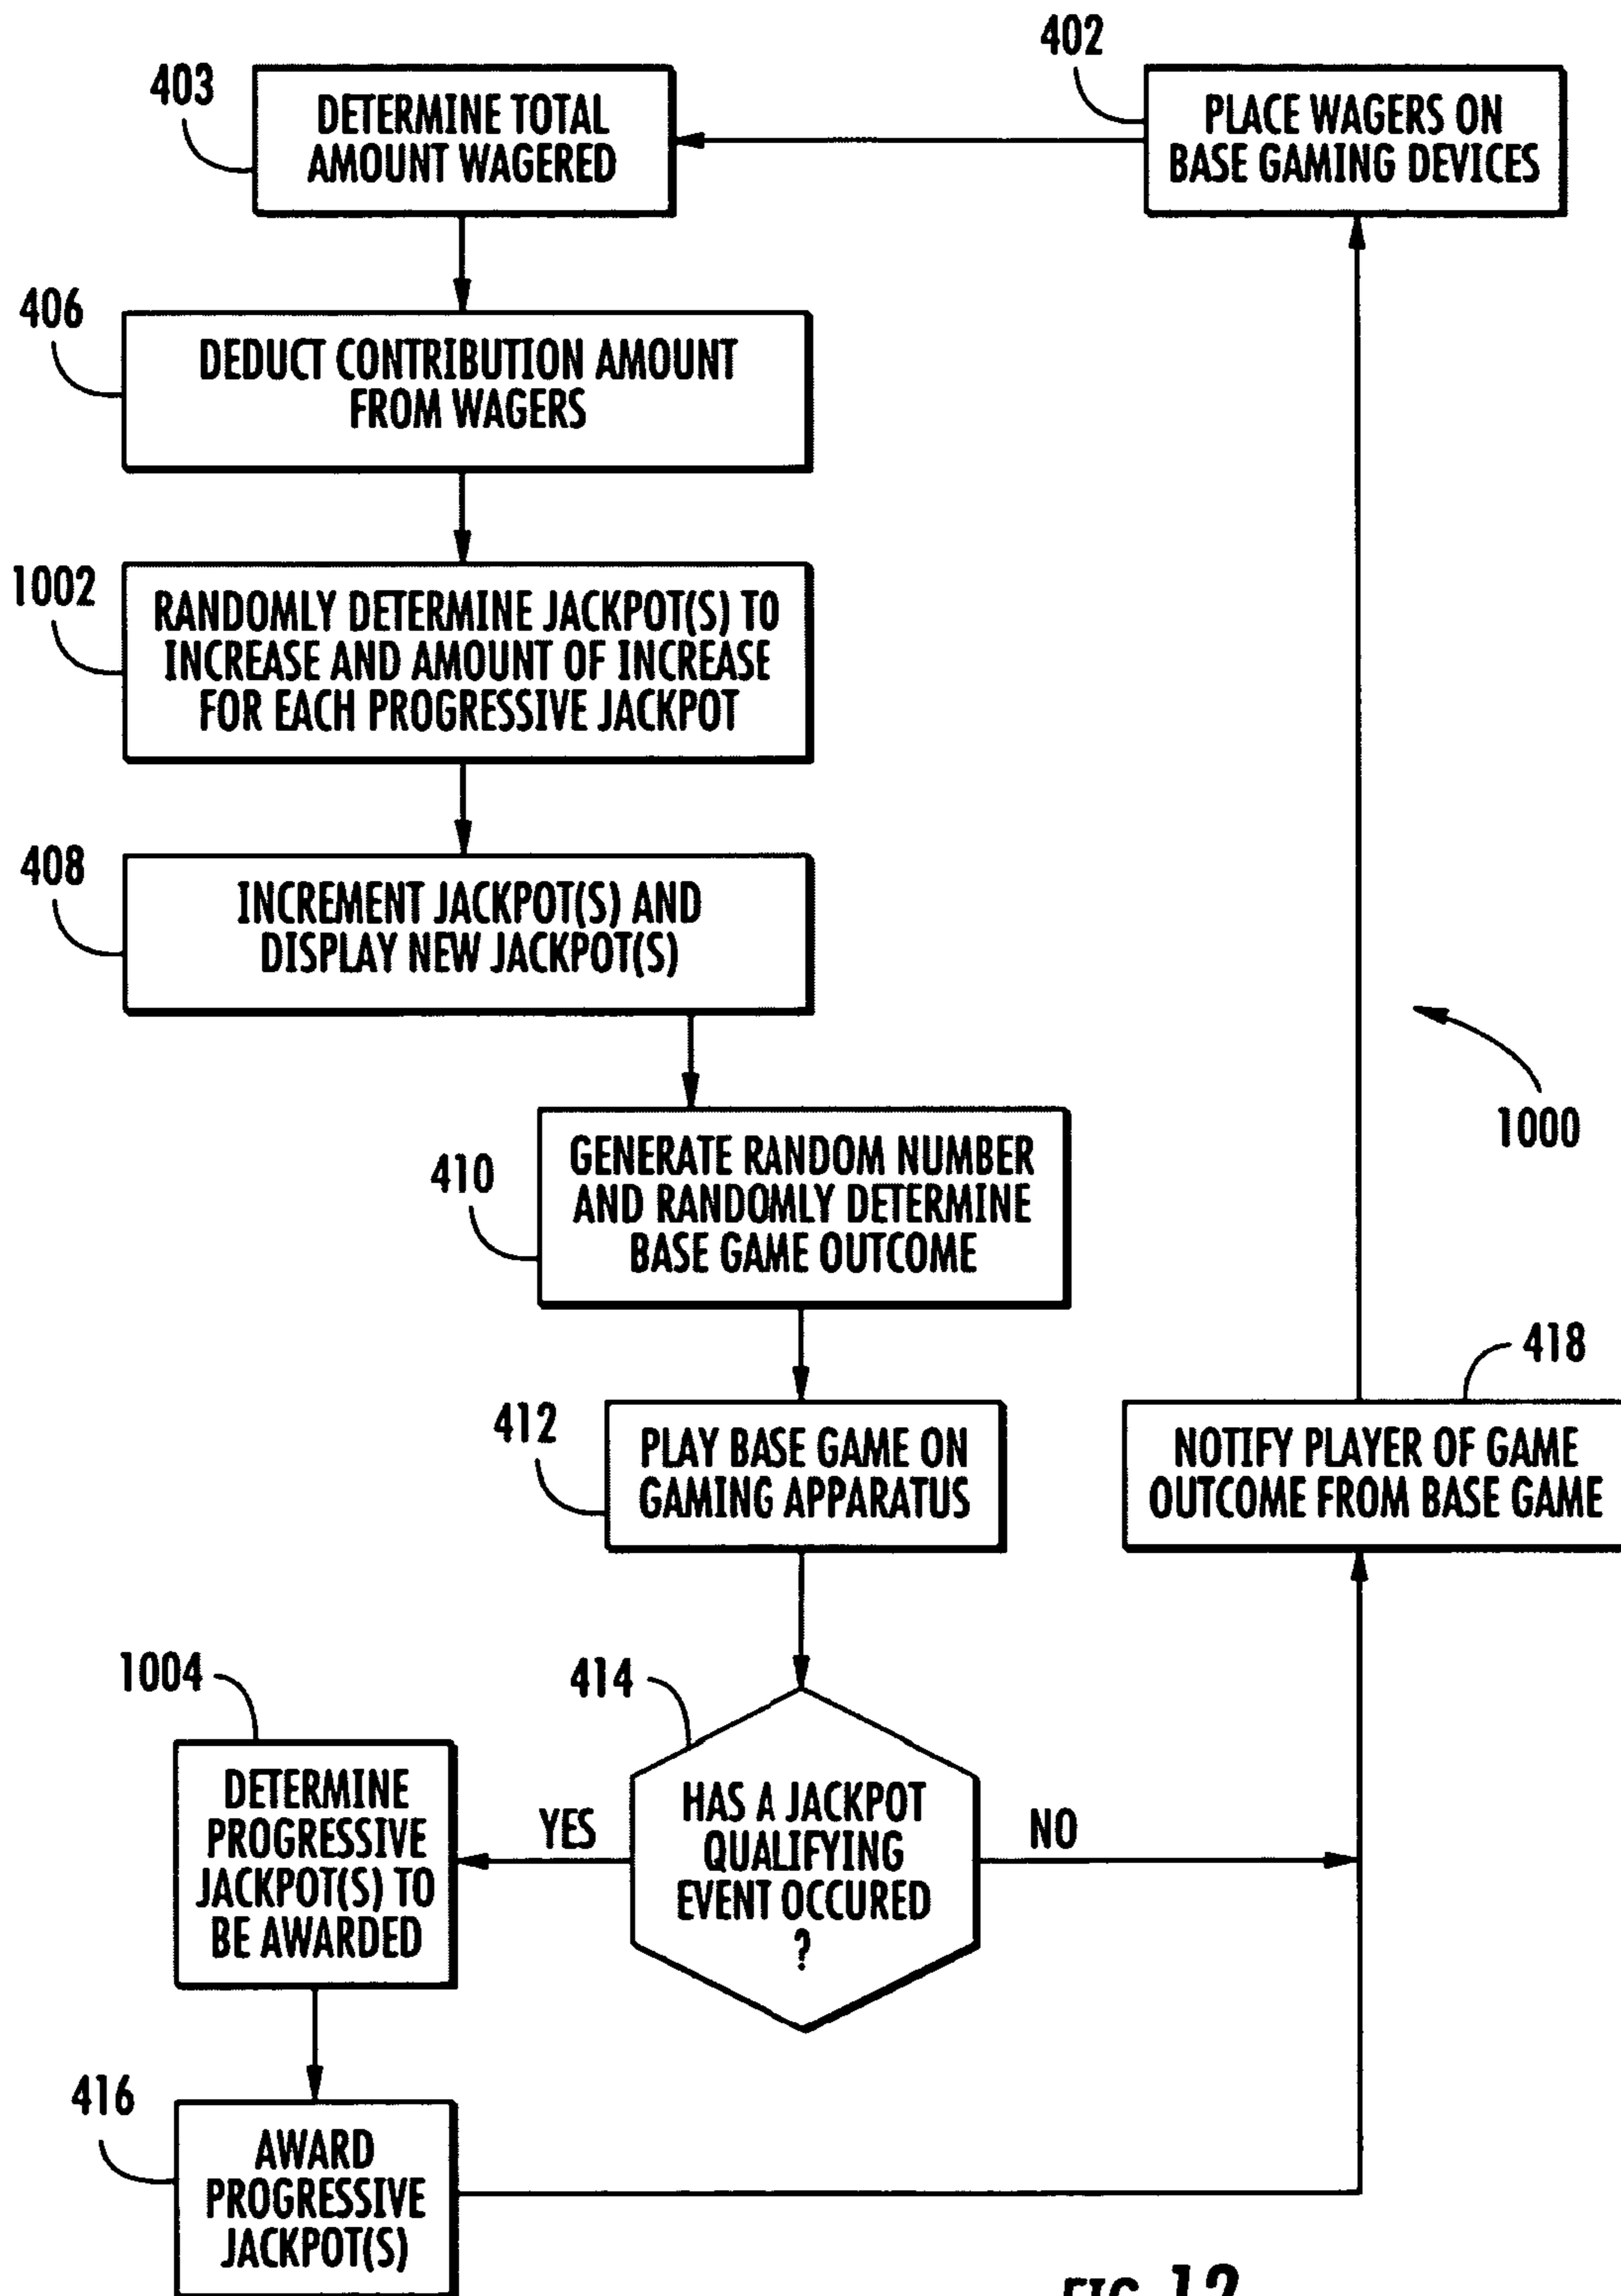 402
PLACE WAGERS ON
BASE GAMING DEVICES
403
DETERMINE TOTAL
AMOUNT WAGERED
406
DEDUCT CONTRIBUTION AMOUNT
FROM WAGERS
1002
RANDOMLY DETERMINE JACKPOT(S) TO
INCREASE AND AMOUNT OF INCREASE
FOR EACH PROGRESSIVE JACKPOT
408
INCREMENT JACKPOT(S) AND
DISPLAY NEW JACKPOT(S)
1000
410
GENERATE RANDOM NUMBER
AND RANDOMLY DETERMINE
BASE GAME OUTCOME
412
PLAY BASE GAME ON
GAMING APPARATUS
418
NOTIFY PLAYER OF GAME
OUTCOME FROM BASE GAME
414
HAS A JACKPOT
QUALIFYING
EVENT OCCURED
?
YES
NO
1004
DETERMINE
PROGRESSIVE
JACKPOT(S) TO
BE AWARDED
416
AWARD
PROGRESSIVE
JACKPOT(S)
FIG. 12